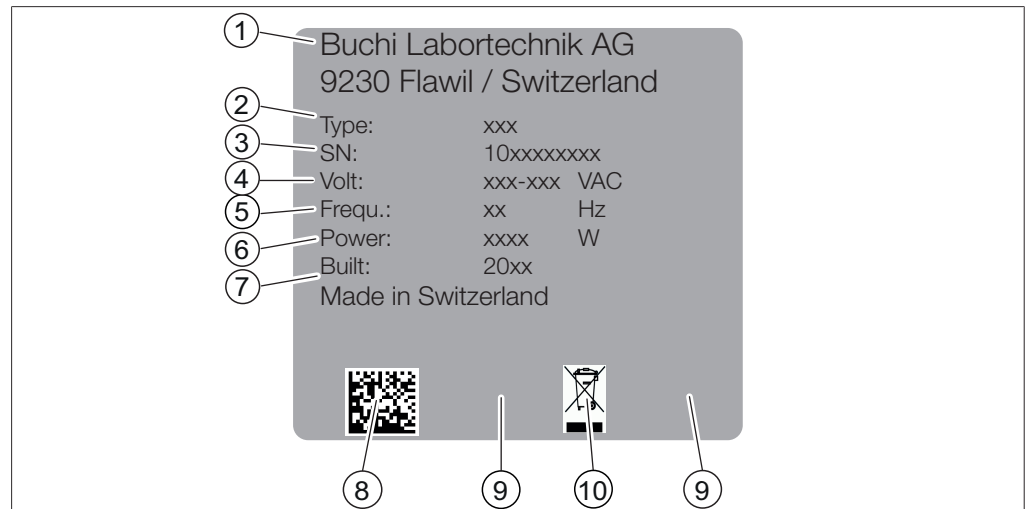 1 Buchi Labortechnik AG
9230 Flawil / Switzerland
2 Type: xxx
3 SN: 10xxxxxxxx
4 Volt: xxx-xxx VAC
5 Frequ.: xx Hz
6 Power: xxxx W
7 Built: 20xx
Made in Switzerland
8 9 10 9